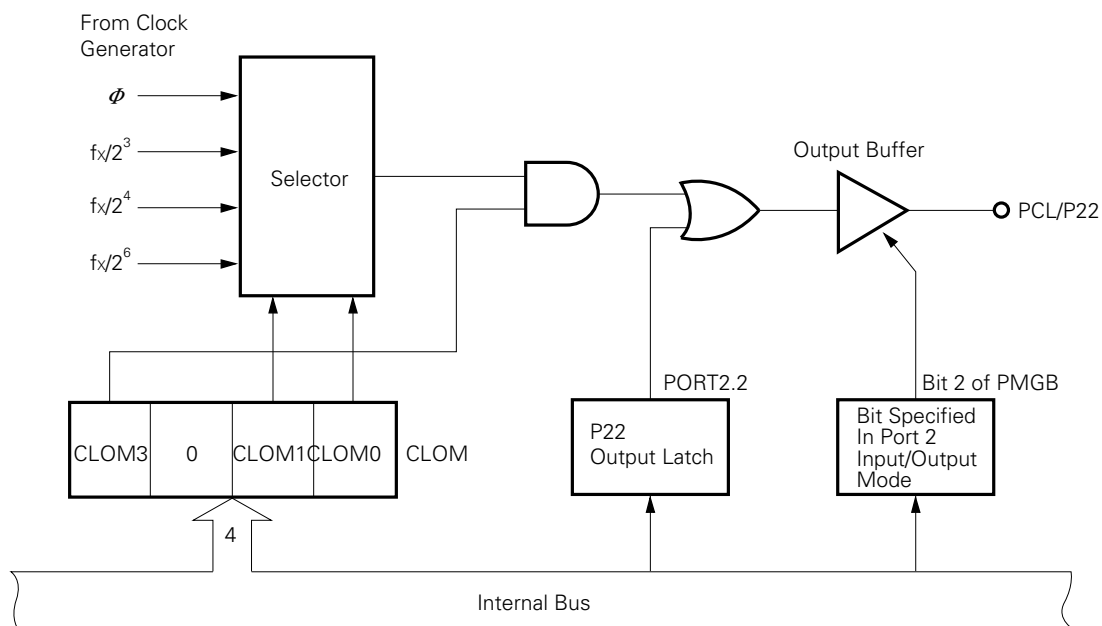 From Clock
Generator
Φ
fx/2³
fx/2⁴
fx/2⁶
Selector
Output Buffer
PCL/P22
PORT2.2
Bit 2 of PMGB
CLOM3
0
CLOM1
CLOM0
CLOM
P22
Output Latch
Bit Specified
In Port 2
Input/Output
Mode
4
Internal Bus